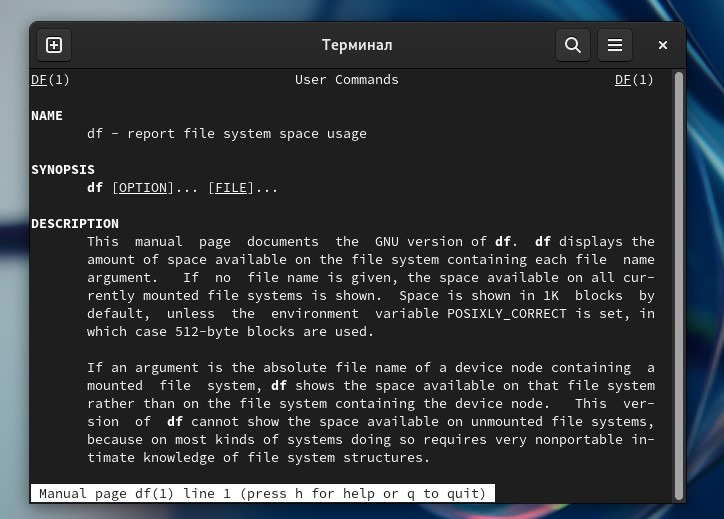 Терминал
DF(1) User Commands DF(1)
NAME
df - report file system space usage
SYNOPSIS
df [OPTION]... [FILE]...
DESCRIPTION
This manual page documents the GNU version of df. df displays the
amount of space available on the file system containing each file name
argument. If no file name is given, the space available on all cur-
rently mounted file systems is shown. Space is shown in 1K blocks by
default, unless the environment variable POSIXLY_CORRECT is set, in
which case 512-byte blocks are used.
If an argument is the absolute file name of a device node containing a
mounted file system, df shows the space available on that file system
rather than on the file system containing the device node. This ver-
sion of df cannot show the space available on unmounted file systems,
because on most kinds of systems doing so requires very nonportable in-
timate knowledge of file system structures.
Manual page df(1) line 1 (press h for help or q to quit)